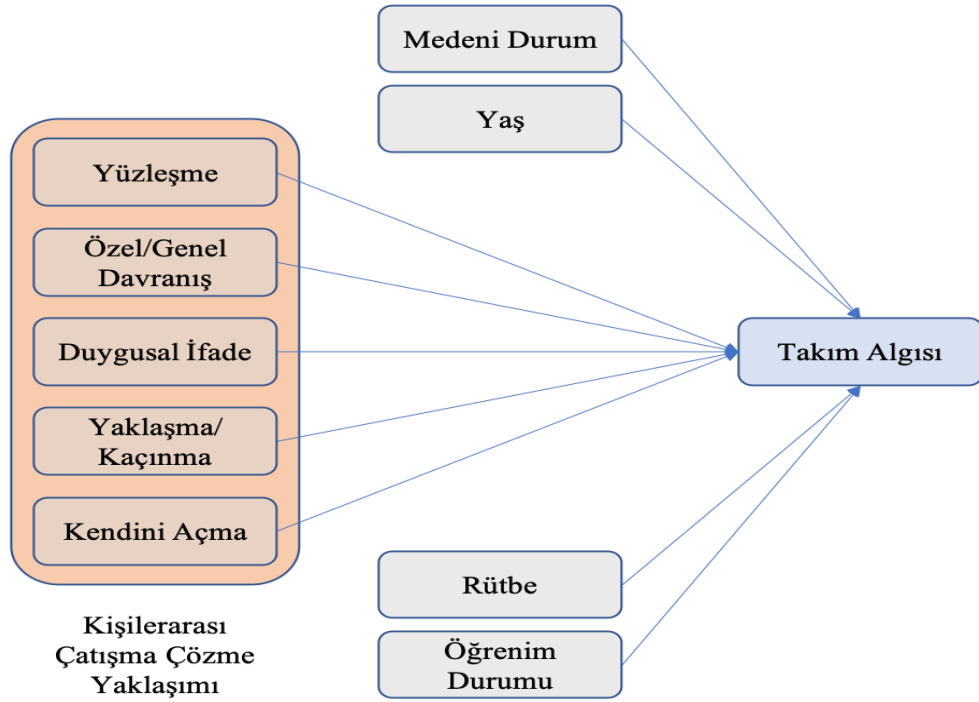 Medeni Durum
Yaş
Yüzleşme
Özel/Genel
Davranış
Duygusal İfade
Yaklaşma/
Kaçınma
Kendini Açma
Kişilerarası
Çatışma Çözme
Yaklaşımı
Takım Algısı
Rütbe
Öğrenim
Durumu